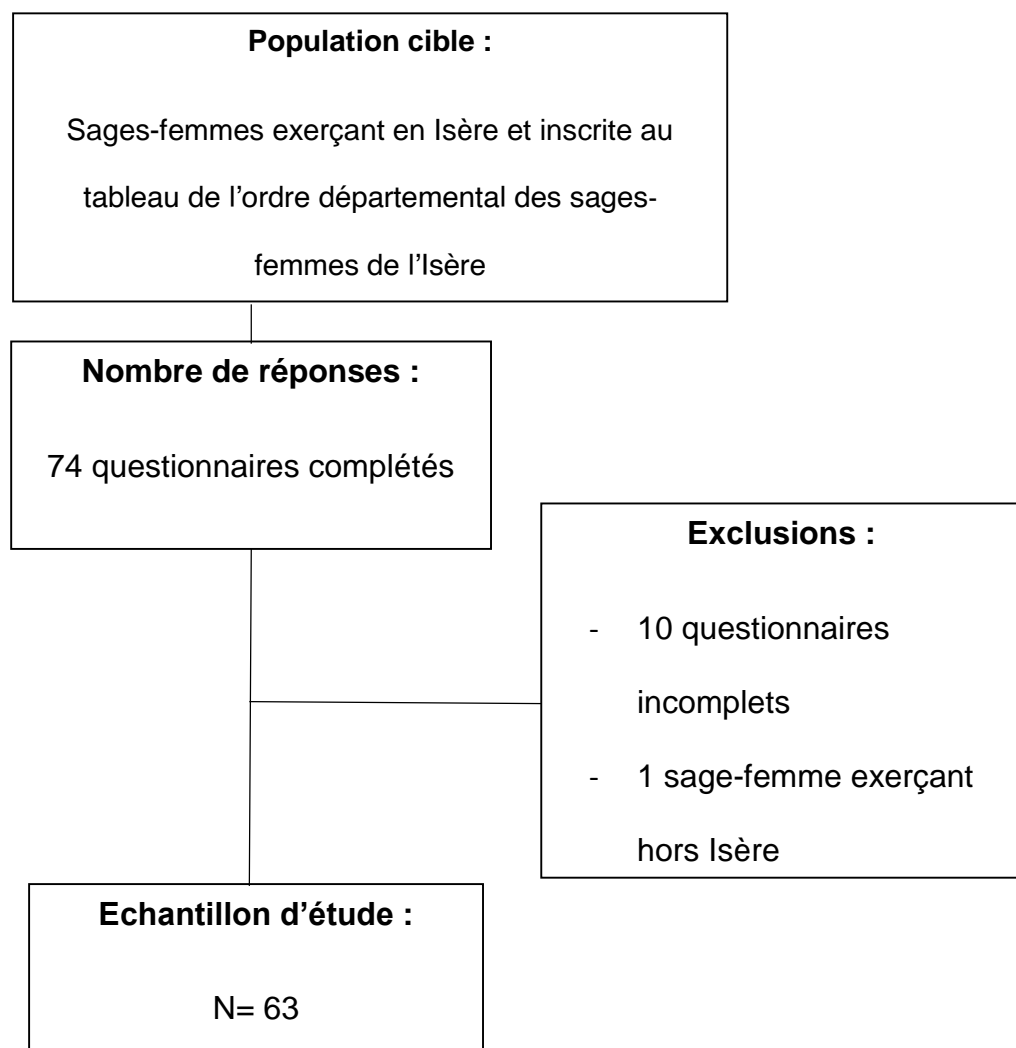 Population cible :
Sages-femmes exerçant en Isère et inscrite au
tableau de l’ordre départemental des sages-
femmes de l’Isère
Nombre de réponses :
74 questionnaires complétés
Exclusions :
- 10 questionnaires
incomplets
- 1 sage-femme exerçant
hors Isère
Echantillon d’étude :
N= 63